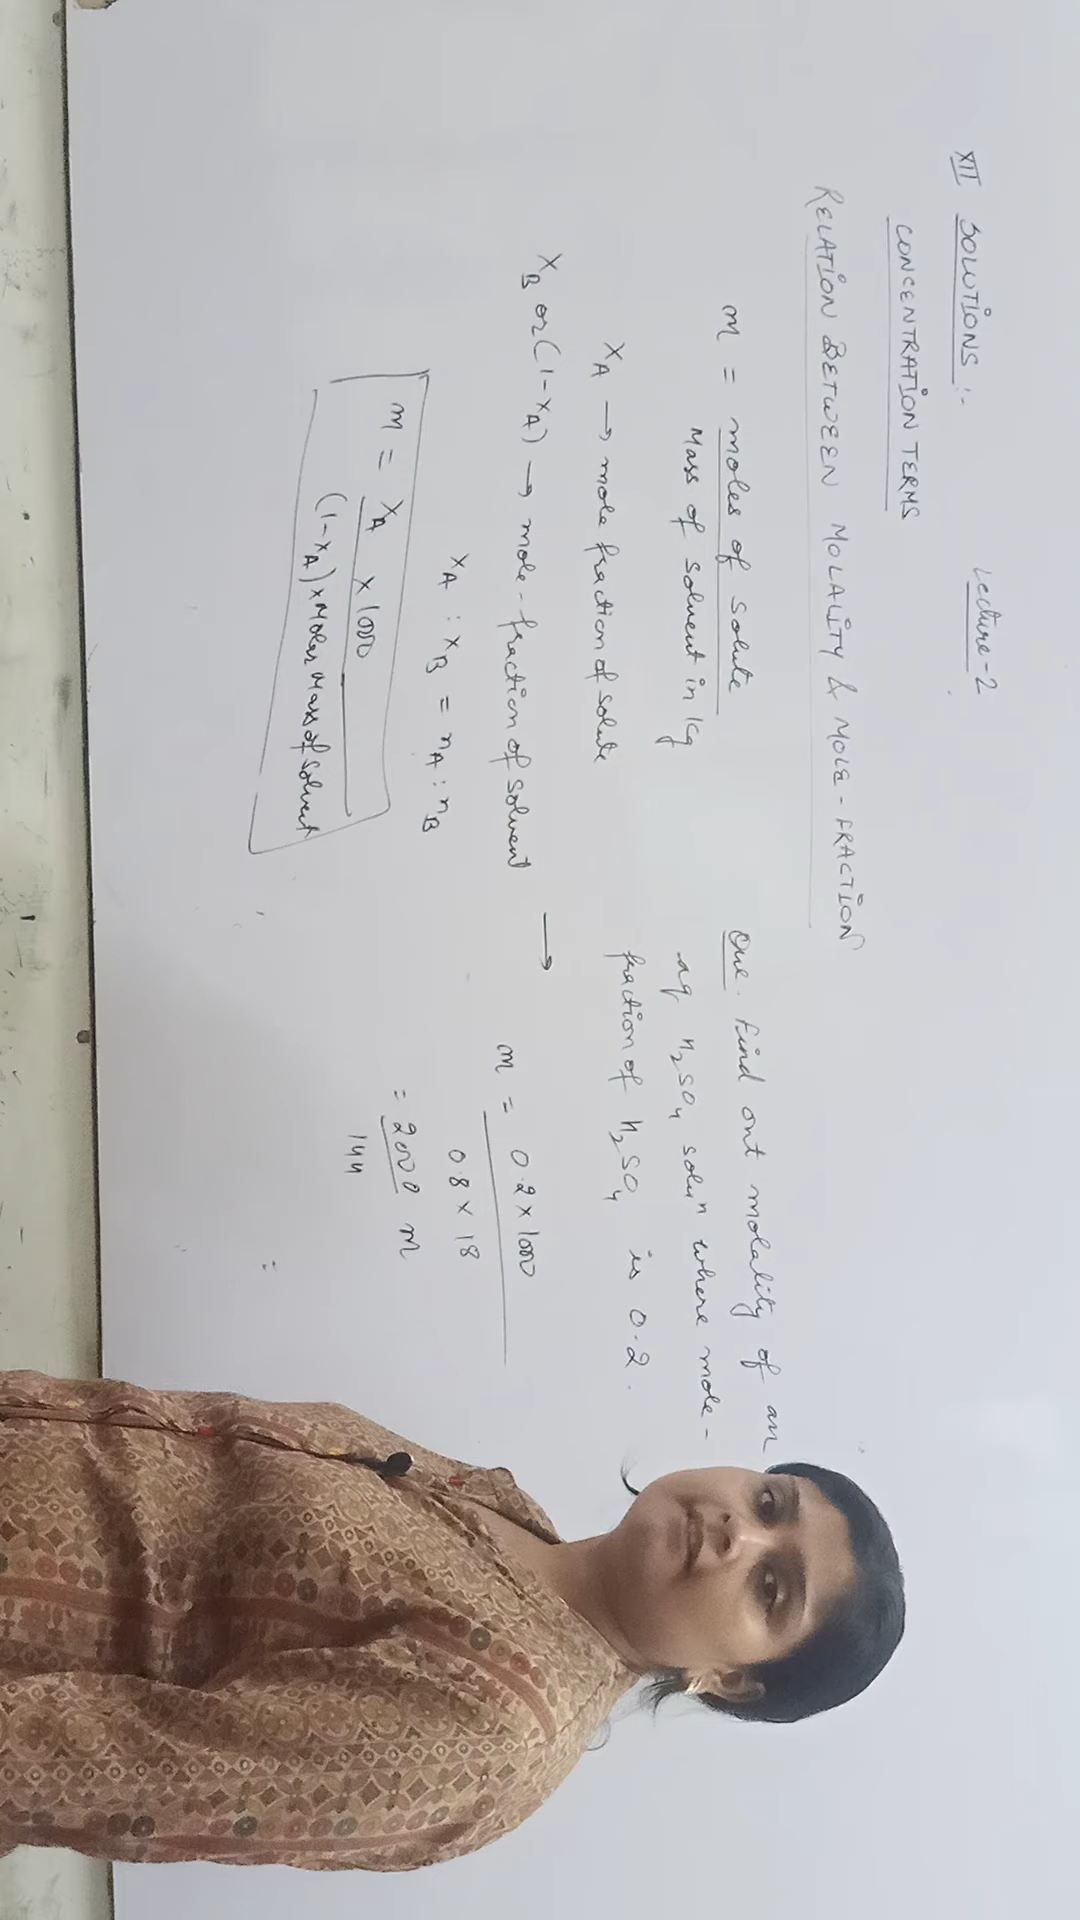 XII SOLUTIONS :-
Lecture-2
CONCENTRATION TERMS
RELATION BETWEEN MOLALITY & MOLE-FRACTION
m = moles of solute
Mass of solvent in kg
xA → mole fraction of solute
xB or (1-xA) → mole-fraction of solvent →
xA : xB = nA : nB
m = xA × 1000
(1-xA) × Molar Mass of Solvent
Que. Find out molality of an
aq H₂SO₄ soluⁿ where mole-
fraction of H₂SO₄ is 0.2.
m = 0.2 × 1000
0.8 × 18
= 2000 m
144
=